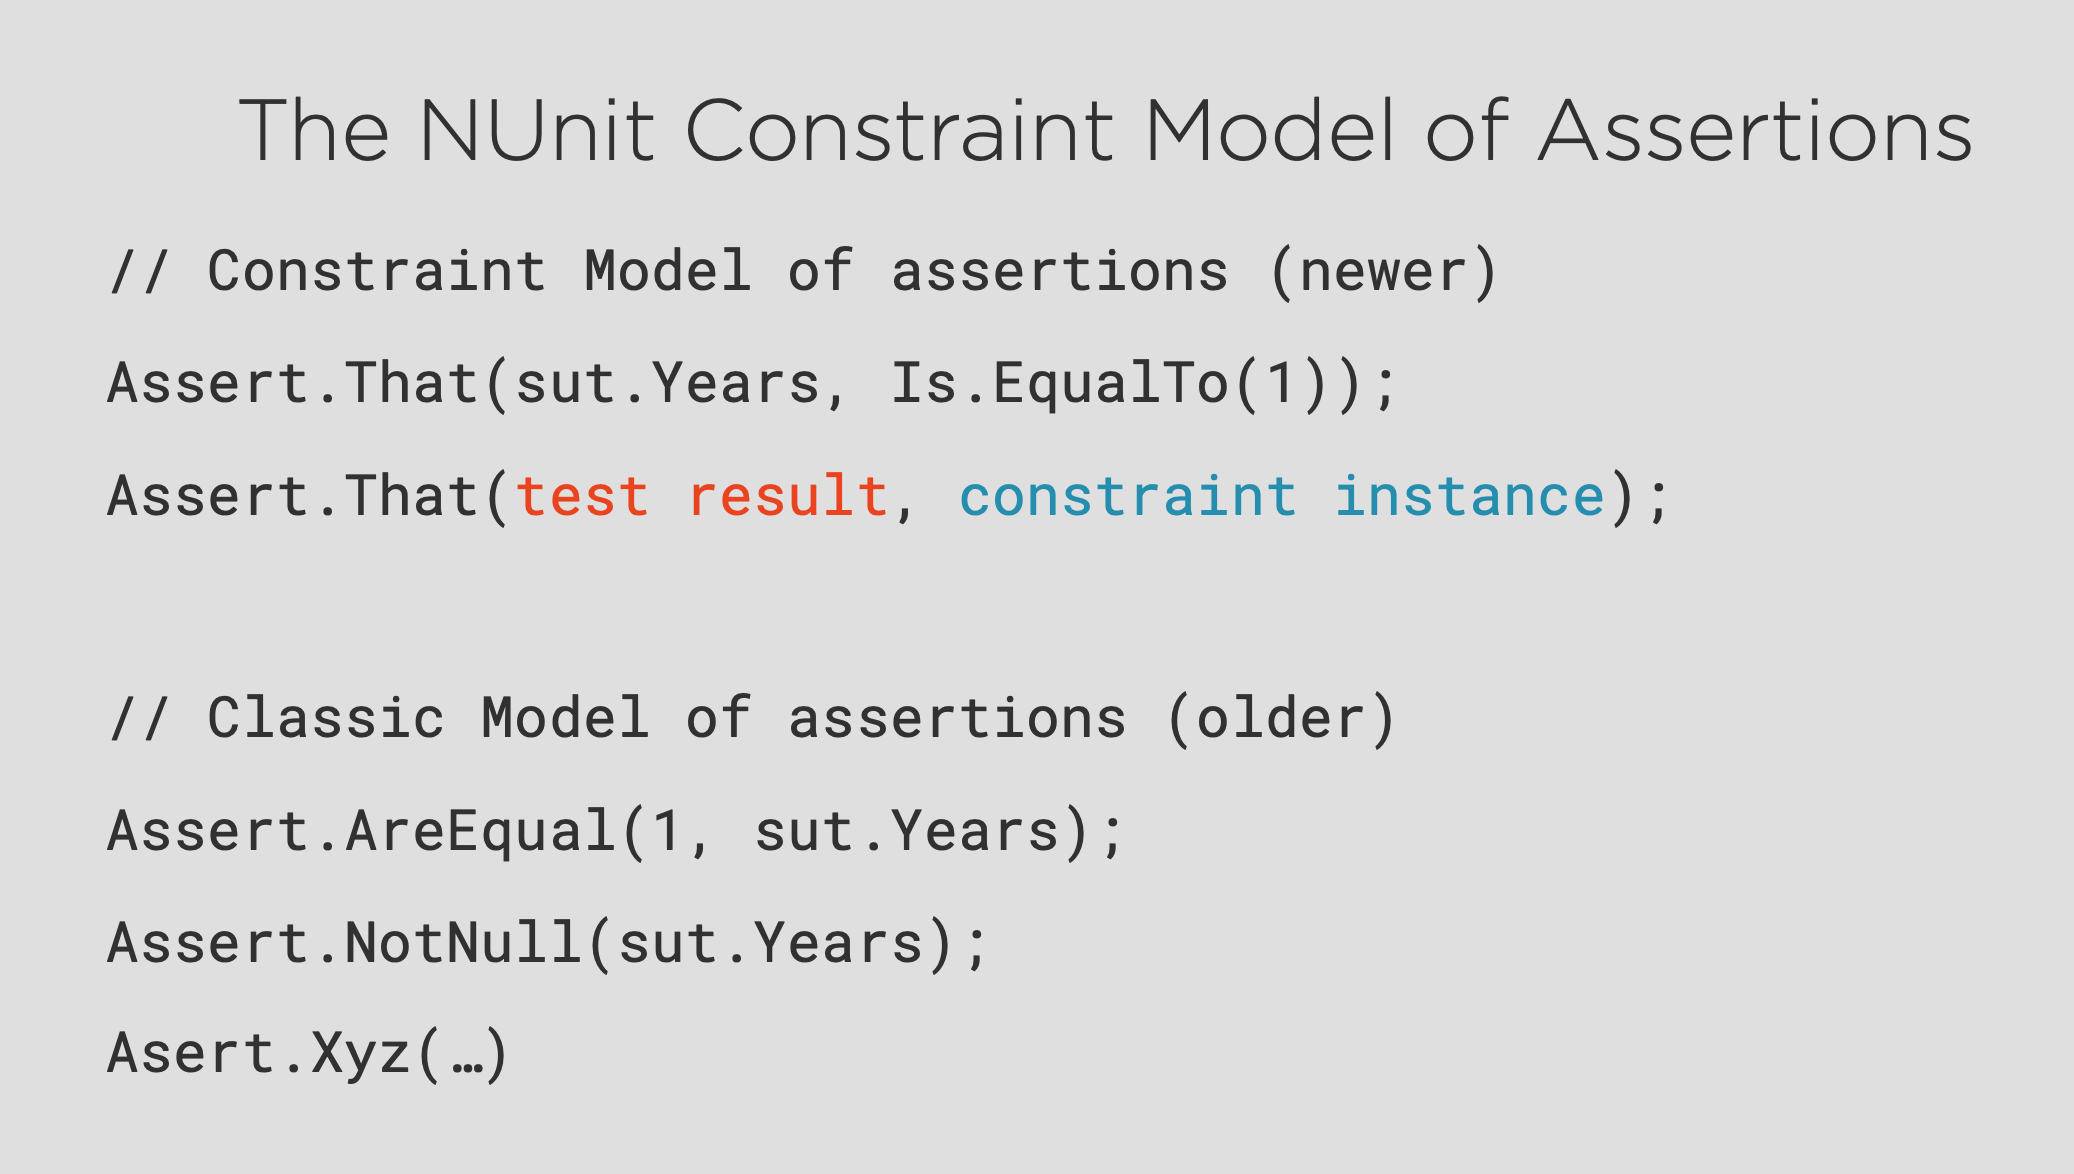 The NUnit Constraint Model of Assertions
// Constraint Model of assertions (newer)
Assert.That(sut.Years, Is.EqualTo(1));
Assert.That(test result, constraint instance);
// Classic Model of assertions (older)
Assert.AreEqual(1, sut.Years);
Assert.NotNull(sut.Years);
Asert.Xyz(…)